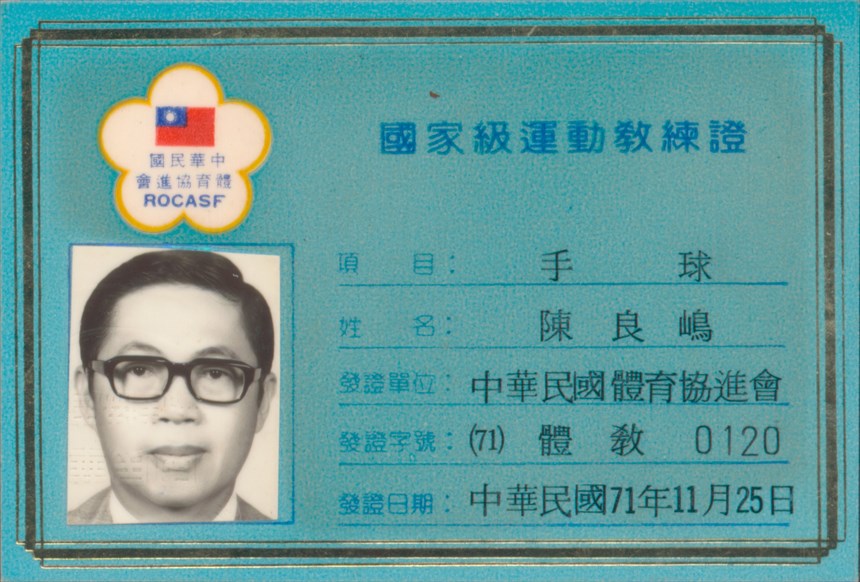 中華民國
體育協進會
ROCASF
國家級運動教練證
項 目： 手 球
姓 名： 陳 良 嶋
發證單位：中華民國體育協進會
發證字號：(71) 體 教 0120
發證日期：中華民國71年11月25日